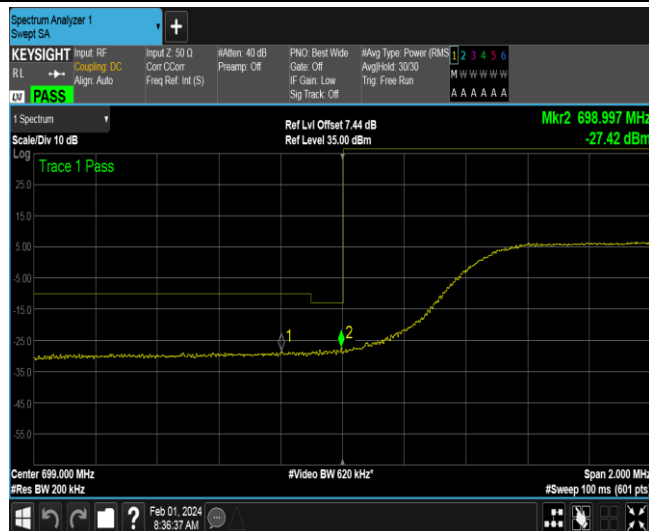 Spectrum Analyzer 1
Swept SA
+
KEYSIGHT
RL
LXI PASS
Input: RF
Coupling: DC
Align: Auto
Input Z: 50 Ω
Corr CCorr
Freq Ref: Int (S)
#Atten: 40 dB
Preamp: Off
PNO: Best Wide
Gate: Off
IF Gain: Low
Sig Track: Off
#Avg Type: Power (RMS
Avg|Hold: 30/30
Trig: Free Run
1 2 3 4 5 6
M W W W W W
A A A A A A
1 Spectrum
Scale/Div 10 dB
Ref Lvl Offset 7.44 dB
Ref Level 35.00 dBm
Mkr2 698.997 MHz
-27.42 dBm
Log
Trace 1 Pass
25.0
15.0
5.00
-5.00
-15.0
-25.0
-35.0
-45.0
-55.0
1
2
Center 699.000 MHz
#Res BW 200 kHz
#Video BW 620 kHz*
Span 2.000 MHz
#Sweep 100 ms (601 pts)
?
Feb 01, 2024
8:36:37 AM